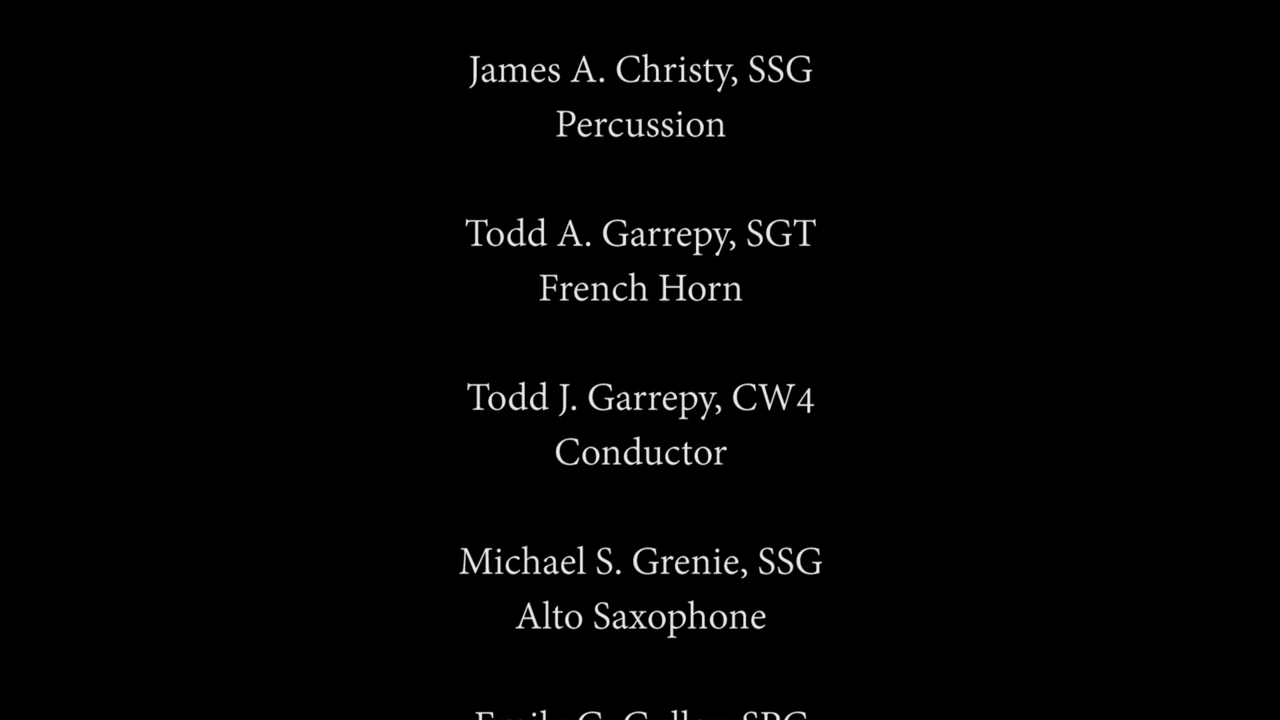 James A. Christy, SSG
Percussion
Todd A. Garrepy, SGT
French Horn
Todd J. Garrepy, CW4
Conductor
Michael S. Grenie, SSG
Alto Saxophone